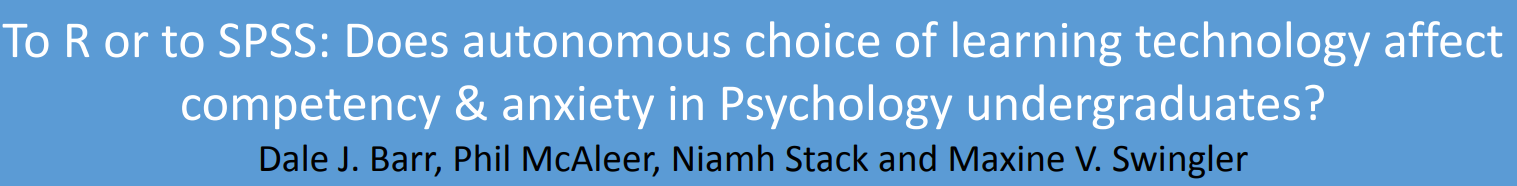 To R or to SPSS: Does autonomous choice of learning technology affect
competency & anxiety in Psychology undergraduates?
Dale J. Barr, Phil McAleer, Niamh Stack and Maxine V. Swingler